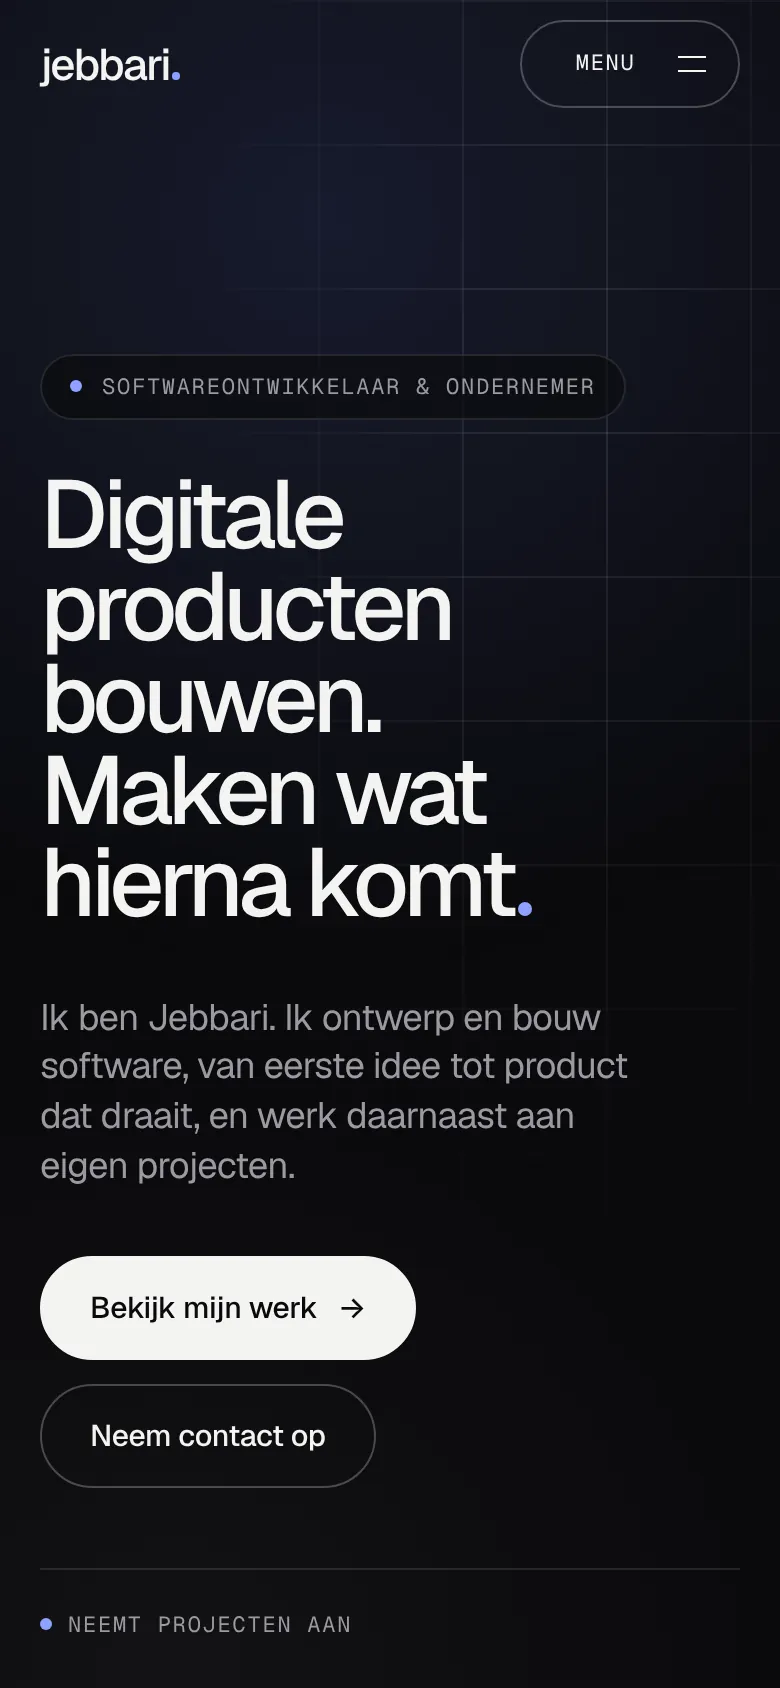 jebbari.
MENU
SOFTWAREONTWIKKELAAR & ONDERNEMER
Digitale
producten
bouwen.
Maken wat
hierna komt.
Ik ben Jebbari. Ik ontwerp en bouw
software, van eerste idee tot product
dat draait, en werk daarnaast aan
eigen projecten.
Bekijk mijn werk →
Neem contact op
NEEMT PROJECTEN AAN